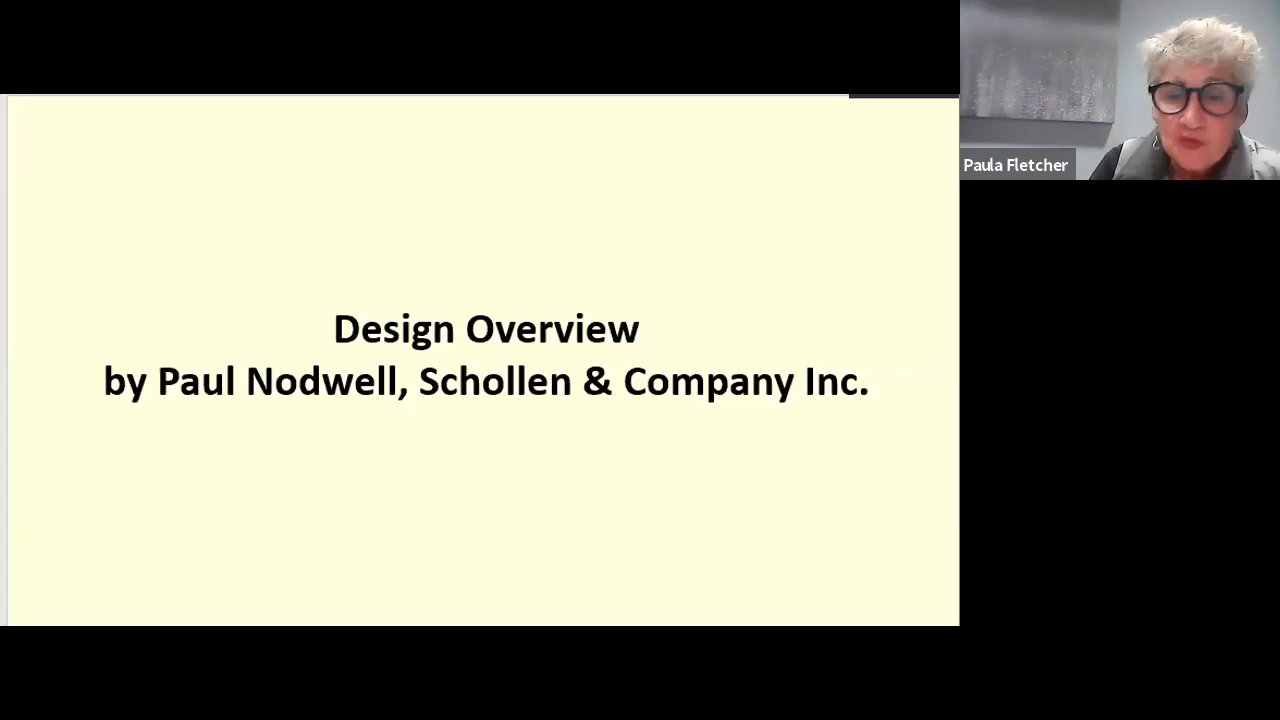 Paula Fletcher
Design Overview
by Paul Nodwell, Schollen & Company Inc.